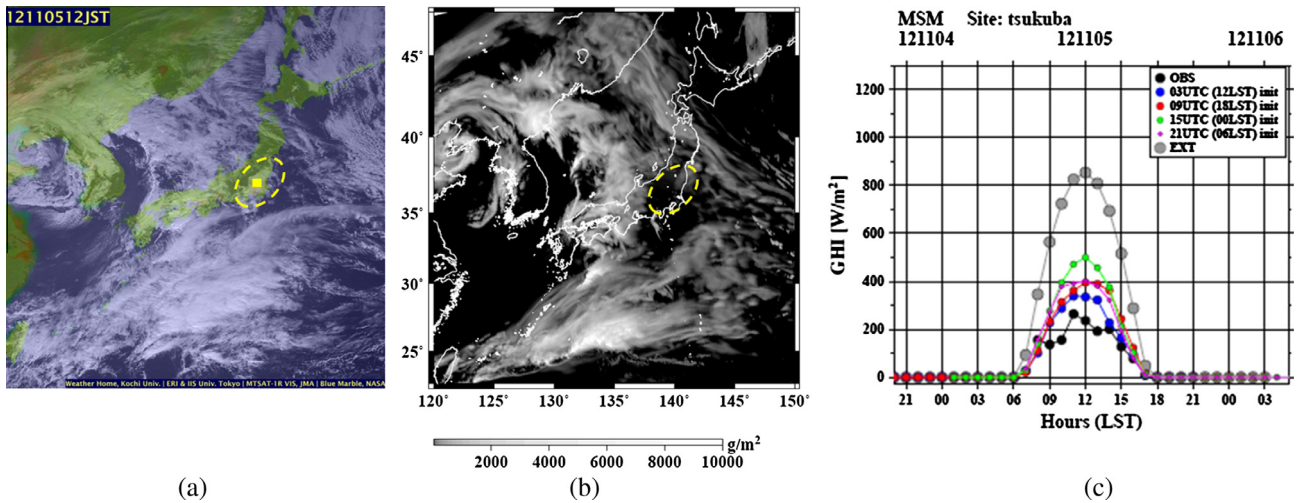 12110512JST
Weather Home, Kochi Univ. | ERI & IIS Univ. Tokyo | MTSAT-1R VIS, JMA | Blue Marble, NASA
(a)
45°
40°
35°
30°
25°
120° 125° 130° 135° 140° 145° 150°
g/m²
2000 4000 6000 8000 10000
(b)
MSM Site: tsukuba
121104 121105 121106
OBS
03UTC (12LST) init
09UTC (18LST) init
15UTC (00LST) init
21UTC (06LST) init
EXT
GHI [W/m²]
1200
1000
800
600
400
200
0
21 00 03 06 09 12 15 18 21 00 03
Hours (LST)
(c)